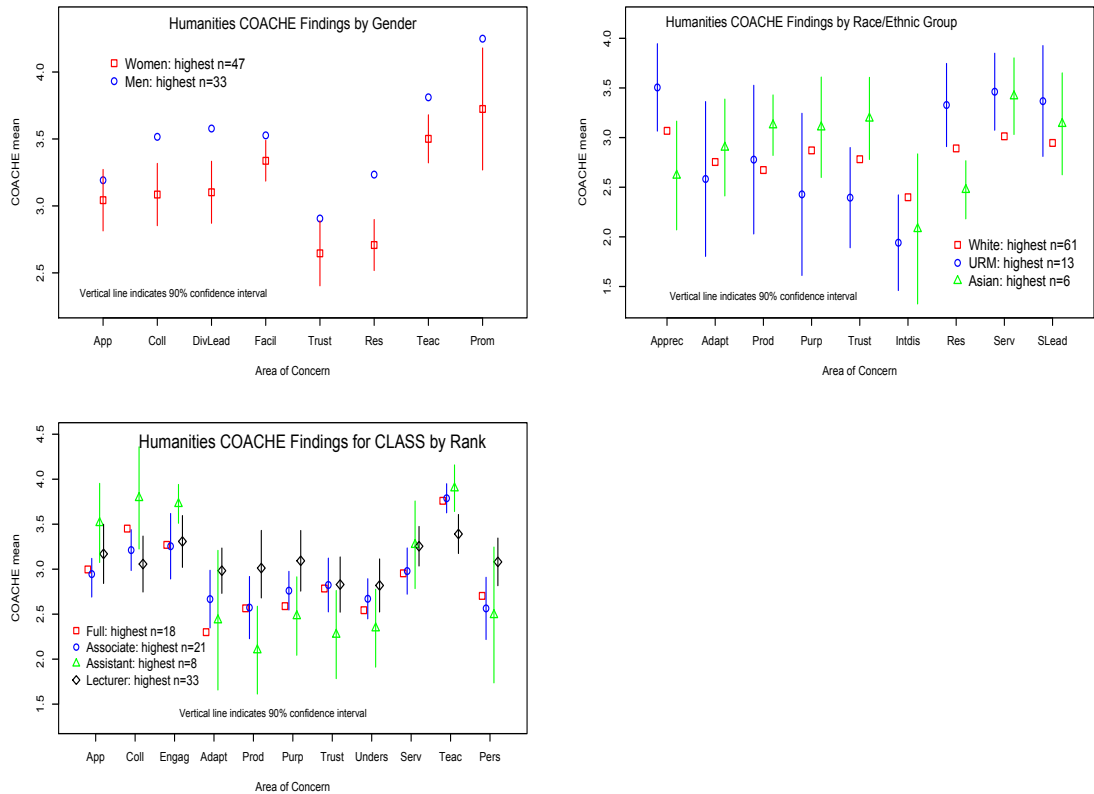 Humanities COACHE Findings by Gender
Women: highest n=47
Men: highest n=33
COACHE mean
4.0
3.5
3.0
2.5
Vertical line indicates 90% confidence interval
App Coll DivLead Facil Trust Res Teac Prom
Area of Concern
Humanities COACHE Findings by Race/Ethnic Group
COACHE mean
4.0
3.5
3.0
2.5
2.0
1.5
White: highest n=61
URM: highest n=13
Asian: highest n=6
Vertical line indicates 90% confidence interval
Apprec Adapt Prod Purp Trust Intdis Res Serv SLead
Area of Concern
Humanities COACHE Findings for CLASS by Rank
COACHE mean
4.5
4.0
3.5
3.0
2.5
2.0
1.5
Full: highest n=18
Associate: highest n=21
Assistant: highest n=8
Lecturer: highest n=33
Vertical line indicates 90% confidence interval
App Coll Engag Adapt Prod Purp Trust Unders Serv Teac Pers
Area of Concern